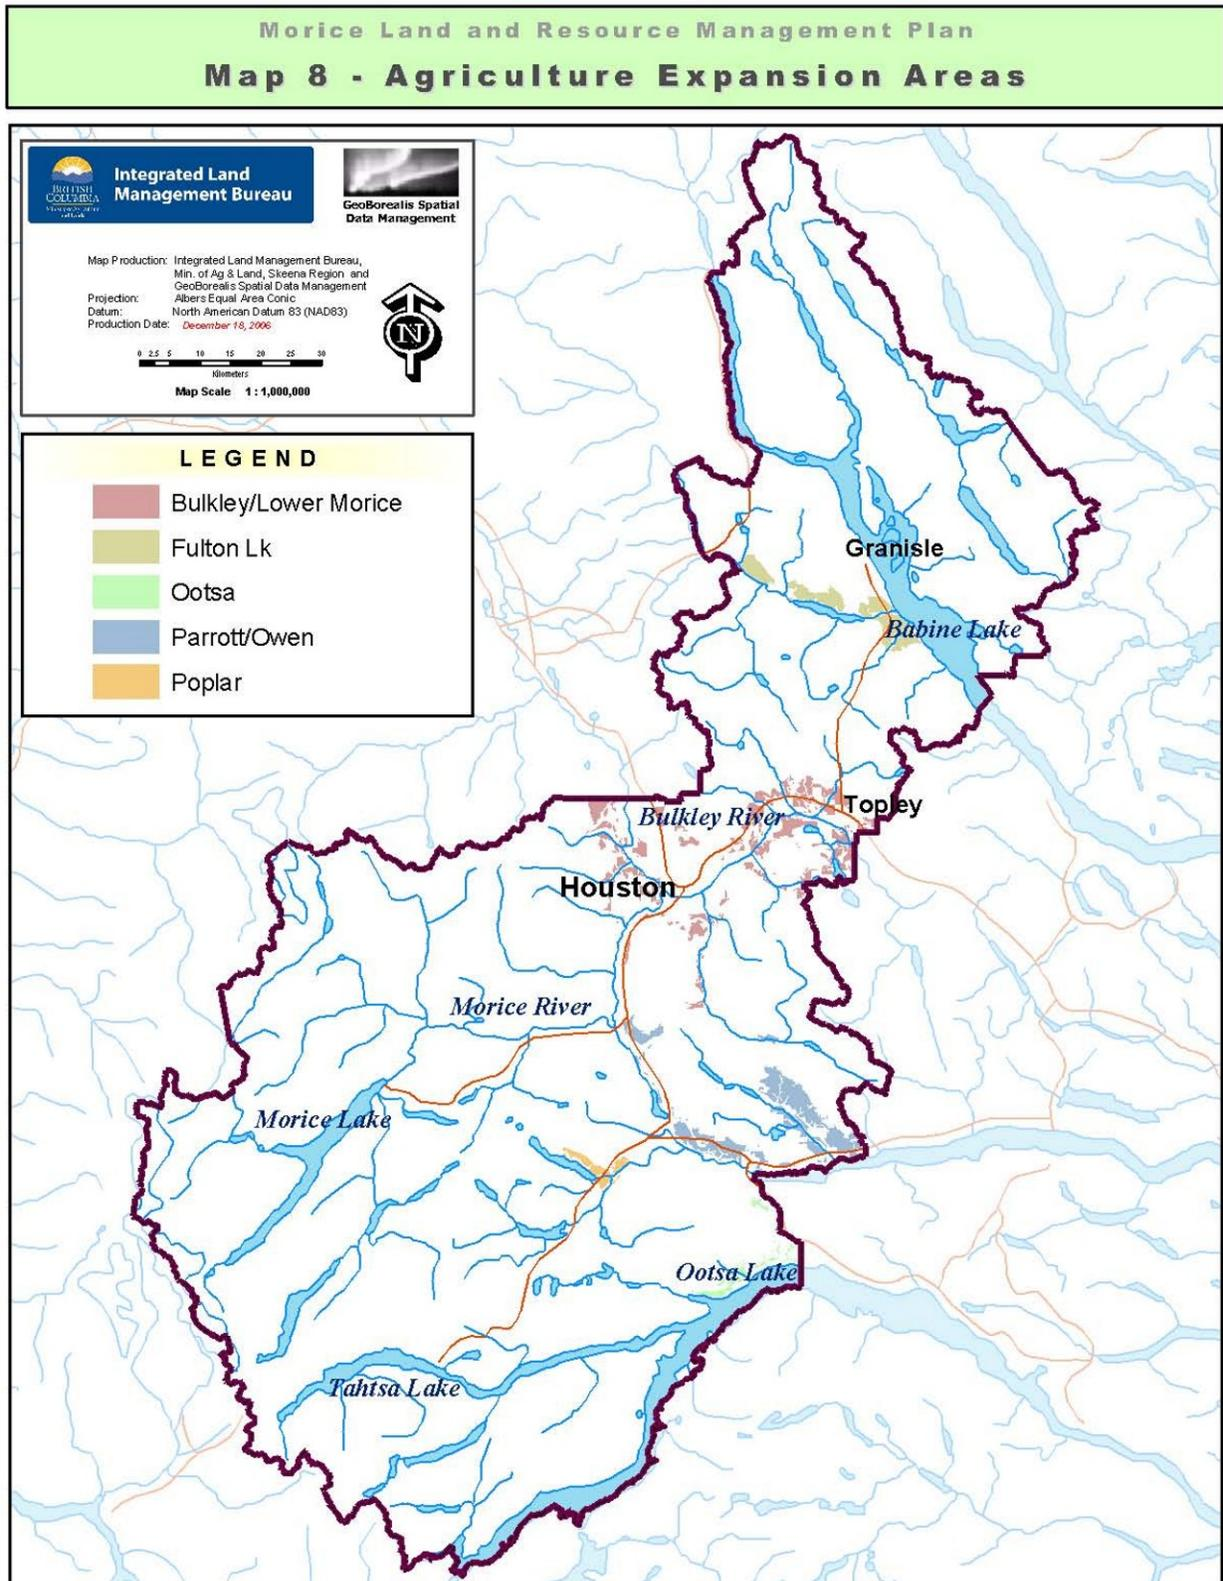 Morice Land and Resource Management Plan
Map 8 - Agriculture Expansion Areas
BRITISH
COLUMBIA
Integrated Land
Management Bureau
GeoBorealis Spatial
Data Management
Map Production: Integrated Land Management Bureau,
Min. of Ag & Land, Skeena Region and
GeoBorealis Spatial Data Management
Projection: Albers Equal Area Conic
Datum: North American Datum 83 (NAD83)
Production Date: December 18, 2006
N
0 2.5 5 10 15 20 25 30
Kilometers
Map Scale 1 : 1,000,000
LEGEND
Bulkley/Lower Morice
Fulton Lk
Ootsa
Parrott/Owen
Poplar
Granisle
Babine Lake
Topley
Bulkley River
Houston
Morice River
Morice Lake
Ootsa Lake
Tahtsa Lake